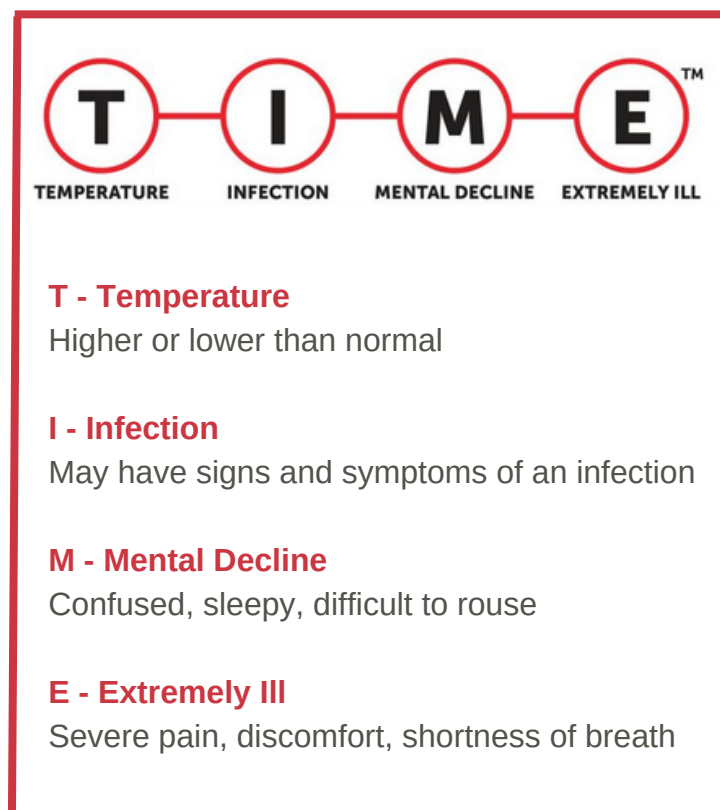 T I M E ™
TEMPERATURE INFECTION MENTAL DECLINE EXTREMELY ILL
T - Temperature
Higher or lower than normal
I - Infection
May have signs and symptoms of an infection
M - Mental Decline
Confused, sleepy, difficult to rouse
E - Extremely Ill
Severe pain, discomfort, shortness of breath